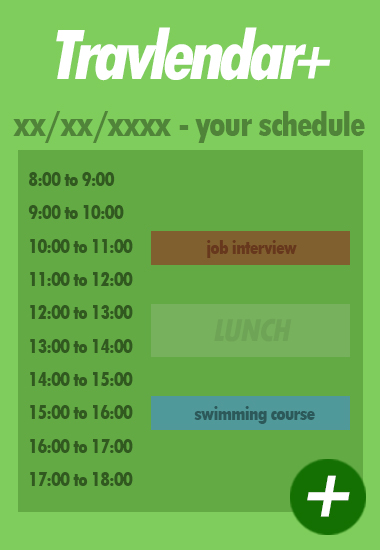 Travlendar+
xx/xx/xxxx - your schedule
8:00 to 9:00
9:00 to 10:00
10:00 to 11:00 job interview
11:00 to 12:00
12:00 to 13:00
LUNCH
13:00 to 14:00
14:00 to 15:00
15:00 to 16:00 swimming course
16:00 to 17:00
17:00 to 18:00
+